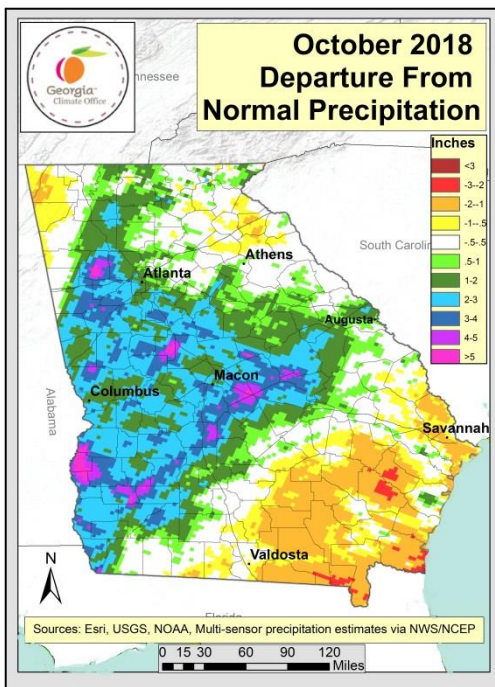 October 2018
Departure From
Normal Precipitation
Georgia
Climate Office
nnessee
Inches
<3
-3--2
-2--1
-1--.5
-.5-.5
.5-1
1-2
2-3
3-4
4-5
>5
South Carolina
Athens
Atlanta
Augusta
Macon
Columbus
Alabama
Savannah
Valdosta
N
Florida
Sources: Esri, USGS, NOAA, Multi-sensor precipitation estimates via NWS/NCEP
0 15 30 60 90 120
Miles